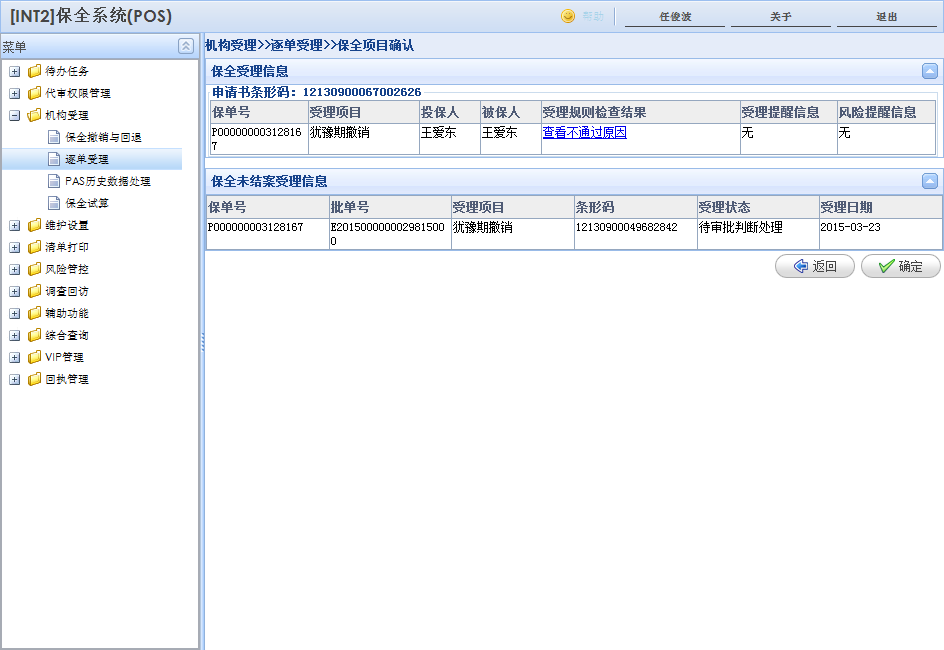 [INT2]保全系统(POS)
帮助
任俊波
关于
退出
菜单
待办任务
代审权限管理
机构受理
保全撤销与回退
逐单受理
PAS历史数据处理
保全试算
维护设置
清单打印
风险管控
调查回访
辅助功能
综合查询
VIP管理
回执管理
机构受理>>逐单受理>>保全项目确认
保全受理信息
申请书条形码：12130900067002626
保单号 受理项目 投保人 被保人 受理规则检查结果 受理提醒信息 风险提醒信息
P00000000312816 犹豫期撤销 王爱东 王爱东 查看不通过原因 无 无
7
保全未结案受理信息
保单号 批单号 受理项目 条形码 受理状态 受理日期
P000000003128167 E201500000002981500 犹豫期撤销 12130900049682842 待审批判断处理 2015-03-23
0
返回
确定